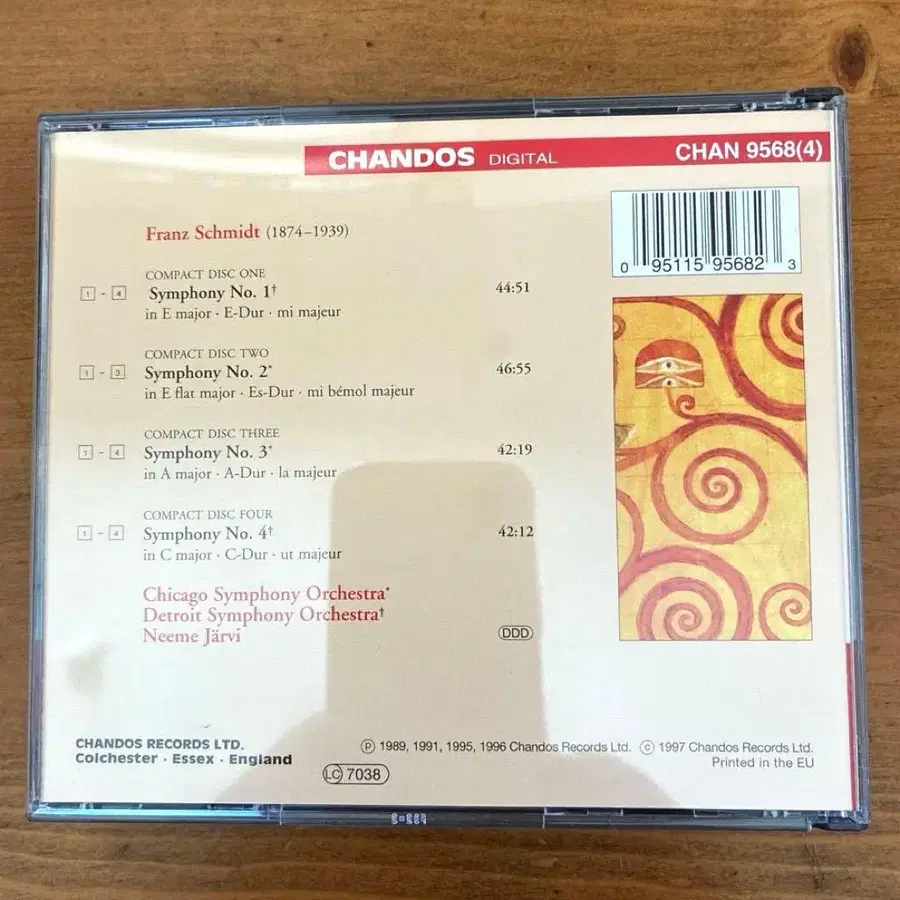 CHANDOS DIGITAL CHAN 9568(4)
0 95115 95682 3
Franz Schmidt (1874–1939)
COMPACT DISC ONE
1 - 4 Symphony No. 1† 44:51
in E major · E-Dur · mi majeur
COMPACT DISC TWO
1 - 3 Symphony No. 2* 46:55
in E flat major · Es-Dur · mi bémol majeur
COMPACT DISC THREE
1 - 4 Symphony No. 3* 42:19
in A major · A-Dur · la majeur
COMPACT DISC FOUR
1 - 4 Symphony No. 4† 42:12
in C major · C-Dur · ut majeur
Chicago Symphony Orchestra*
Detroit Symphony Orchestra†
Neeme Järvi DDD
CHANDOS RECORDS LTD.
Colchester · Essex · England
LC 7038
℗ 1989, 1991, 1995, 1996 Chandos Records Ltd. © 1997 Chandos Records Ltd.
Printed in the EU